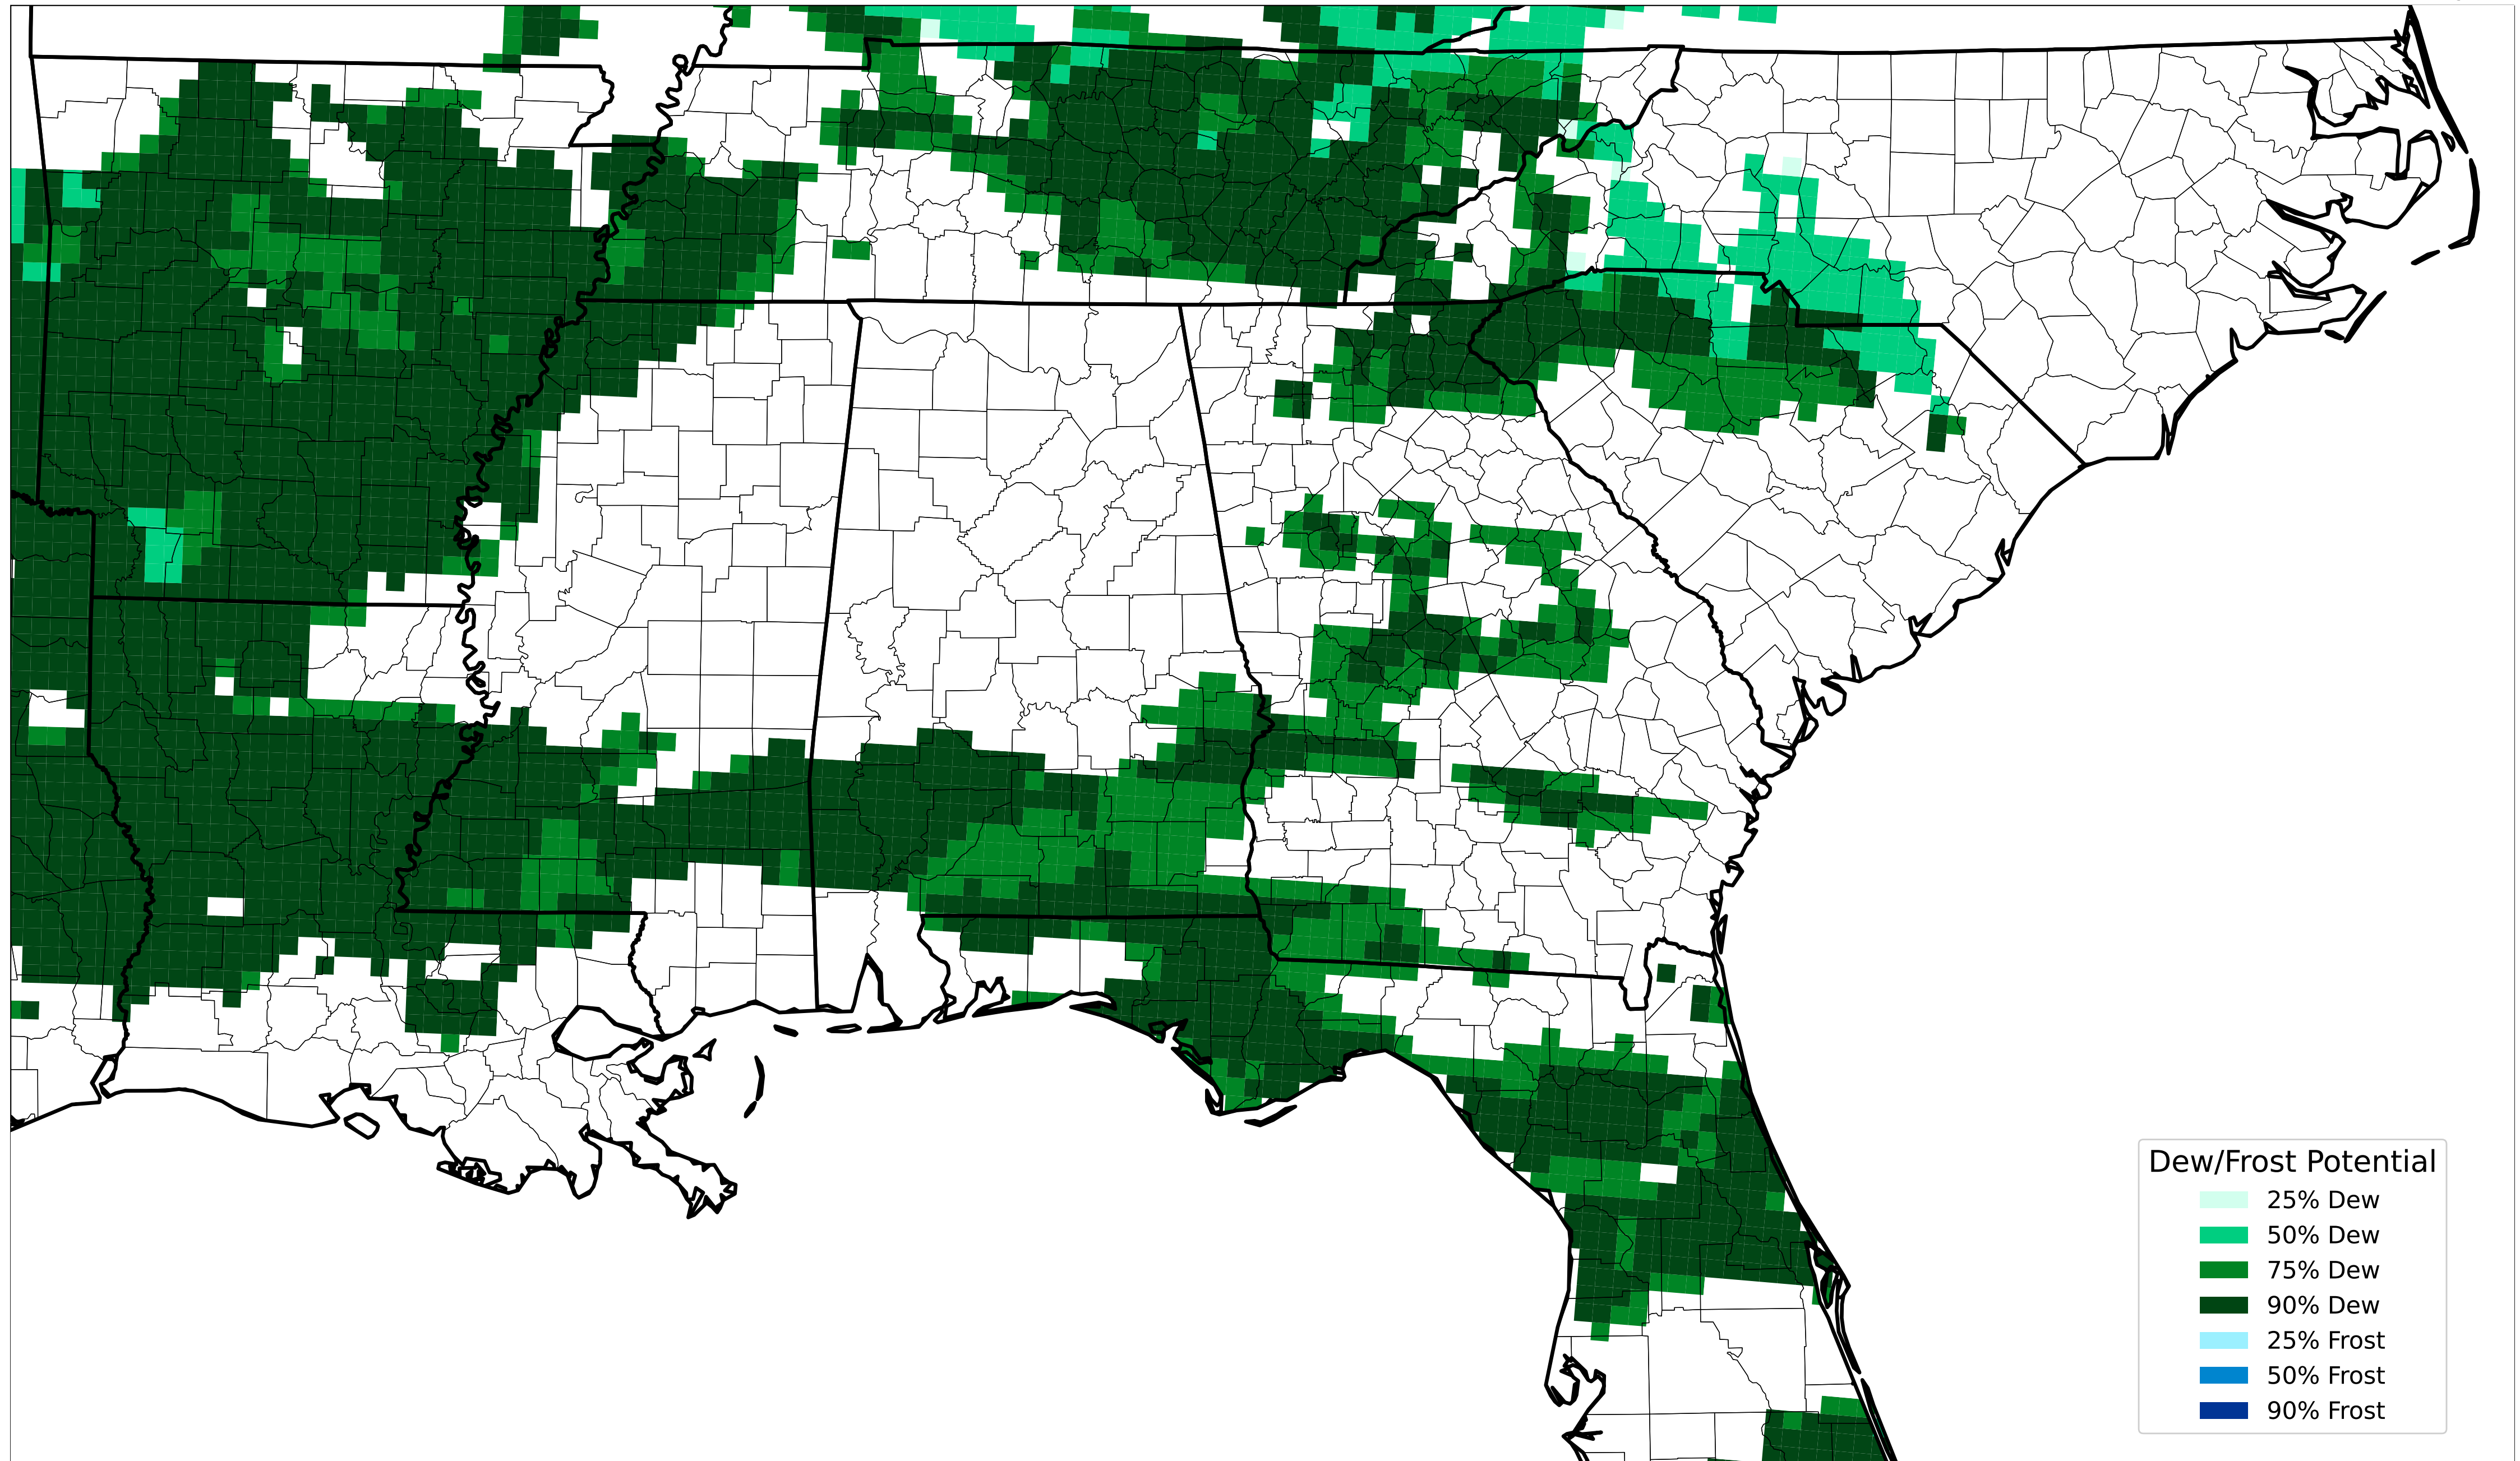 Dew/Frost Potential
25% Dew
50% Dew
75% Dew
90% Dew
25% Frost
50% Frost
90% Frost